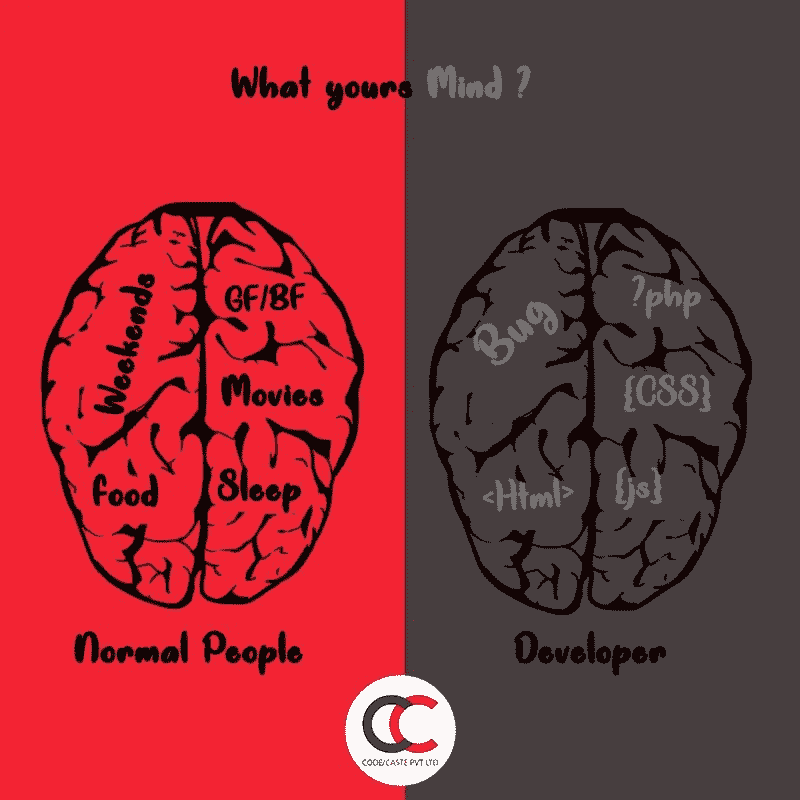 What yours Mind ?
Weekends
GF/BF
Movies
food
Sleep
Normal People
Bug
?php
{CSS}
<Html>
{js}
Developer
CC
CODE/CASTE PVT LTD